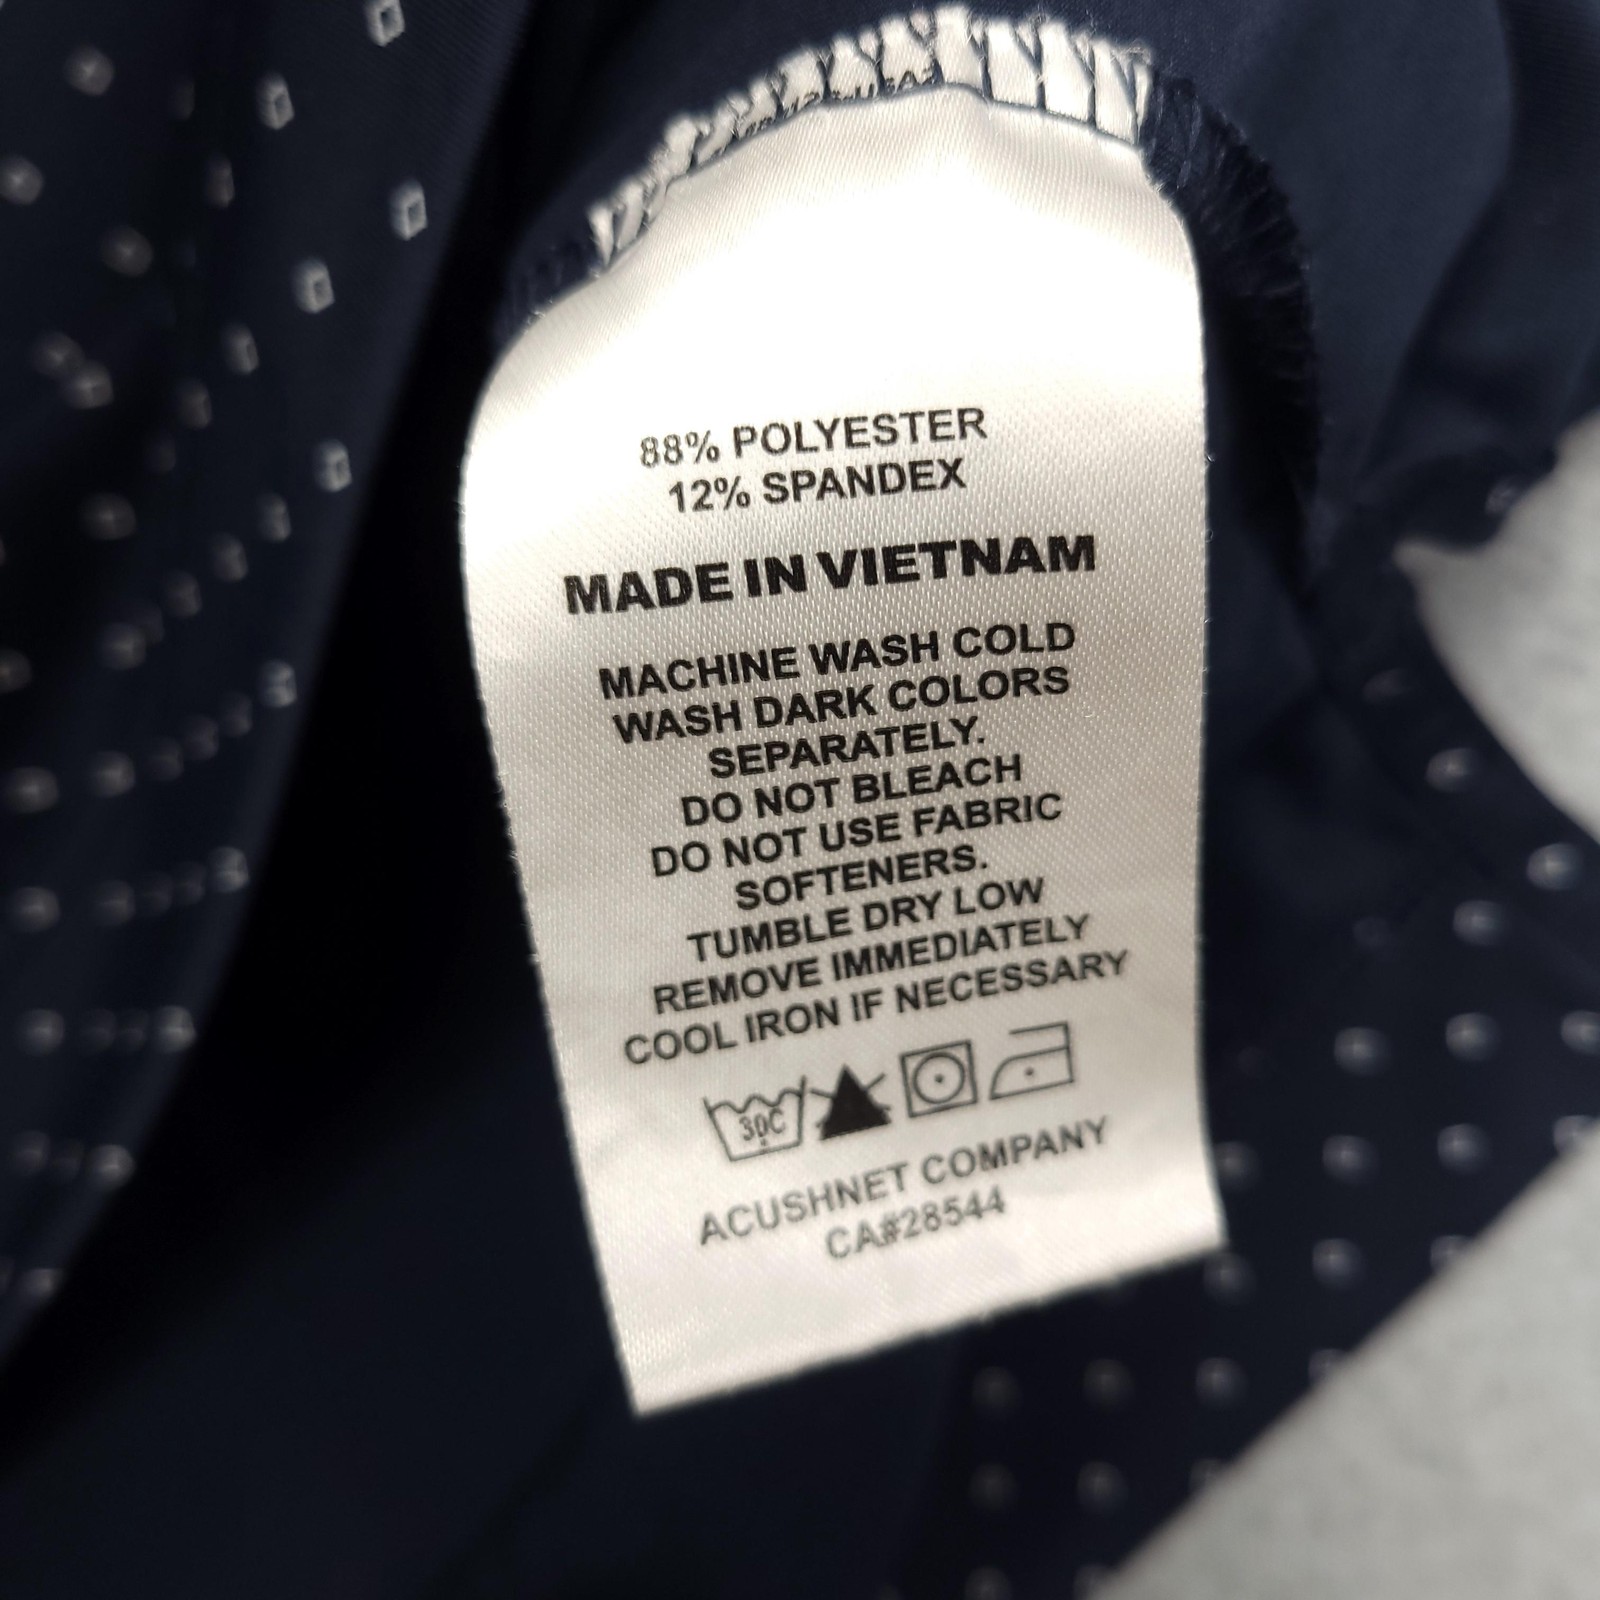 88% POLYESTER
12% SPANDEX
MADE IN VIETNAM
MACHINE WASH COLD
WASH DARK COLORS
SEPARATELY.
DO NOT BLEACH
DO NOT USE FABRIC
SOFTENERS.
TUMBLE DRY LOW
REMOVE IMMEDIATELY
COOL IRON IF NECESSARY
30C
ACUSHNET COMPANY
CA#28544